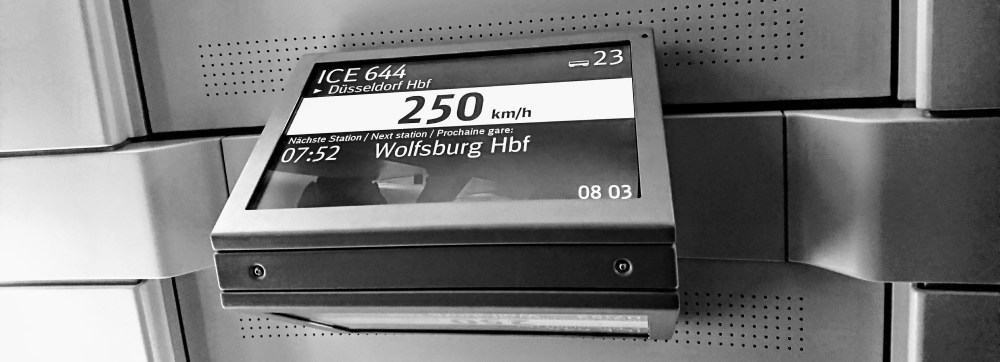 ICE 644 23
▸ Düsseldorf Hbf
250 km/h
Nächste Station / Next station / Prochaine gare:
07:52 Wolfsburg Hbf
08 03